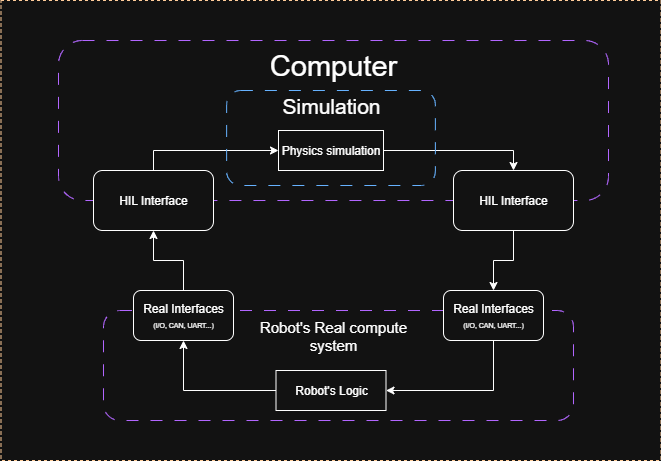 Computer
Simulation
Physics simulation
HIL Interface
HIL Interface
Real Interfaces
(I/O, CAN, UART...)
Real Interfaces
(I/O, CAN, UART...)
Robot's Real compute
system
Robot's Logic